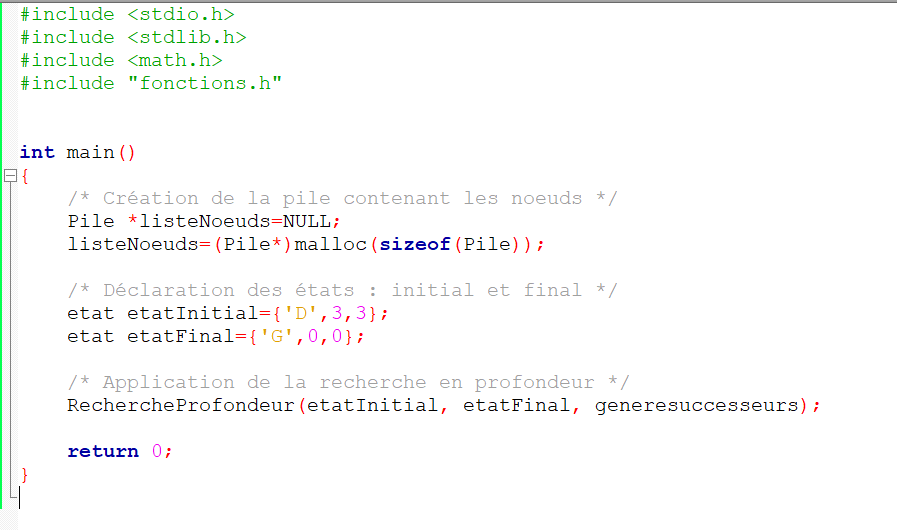 #include <stdio.h>
#include <stdlib.h>
#include <math.h>
#include "fonctions.h"
int main()
{
/* Création de la pile contenant les noeuds */
Pile *listeNoeuds=NULL;
listeNoeuds=(Pile*)malloc(sizeof(Pile));
/* Déclaration des états : initial et final */
etat etatInitial={'D',3,3};
etat etatFinal={'G',0,0};
/* Application de la recherche en profondeur */
RechercheProfondeur(etatInitial, etatFinal, generesuccesseurs);
return 0;
}